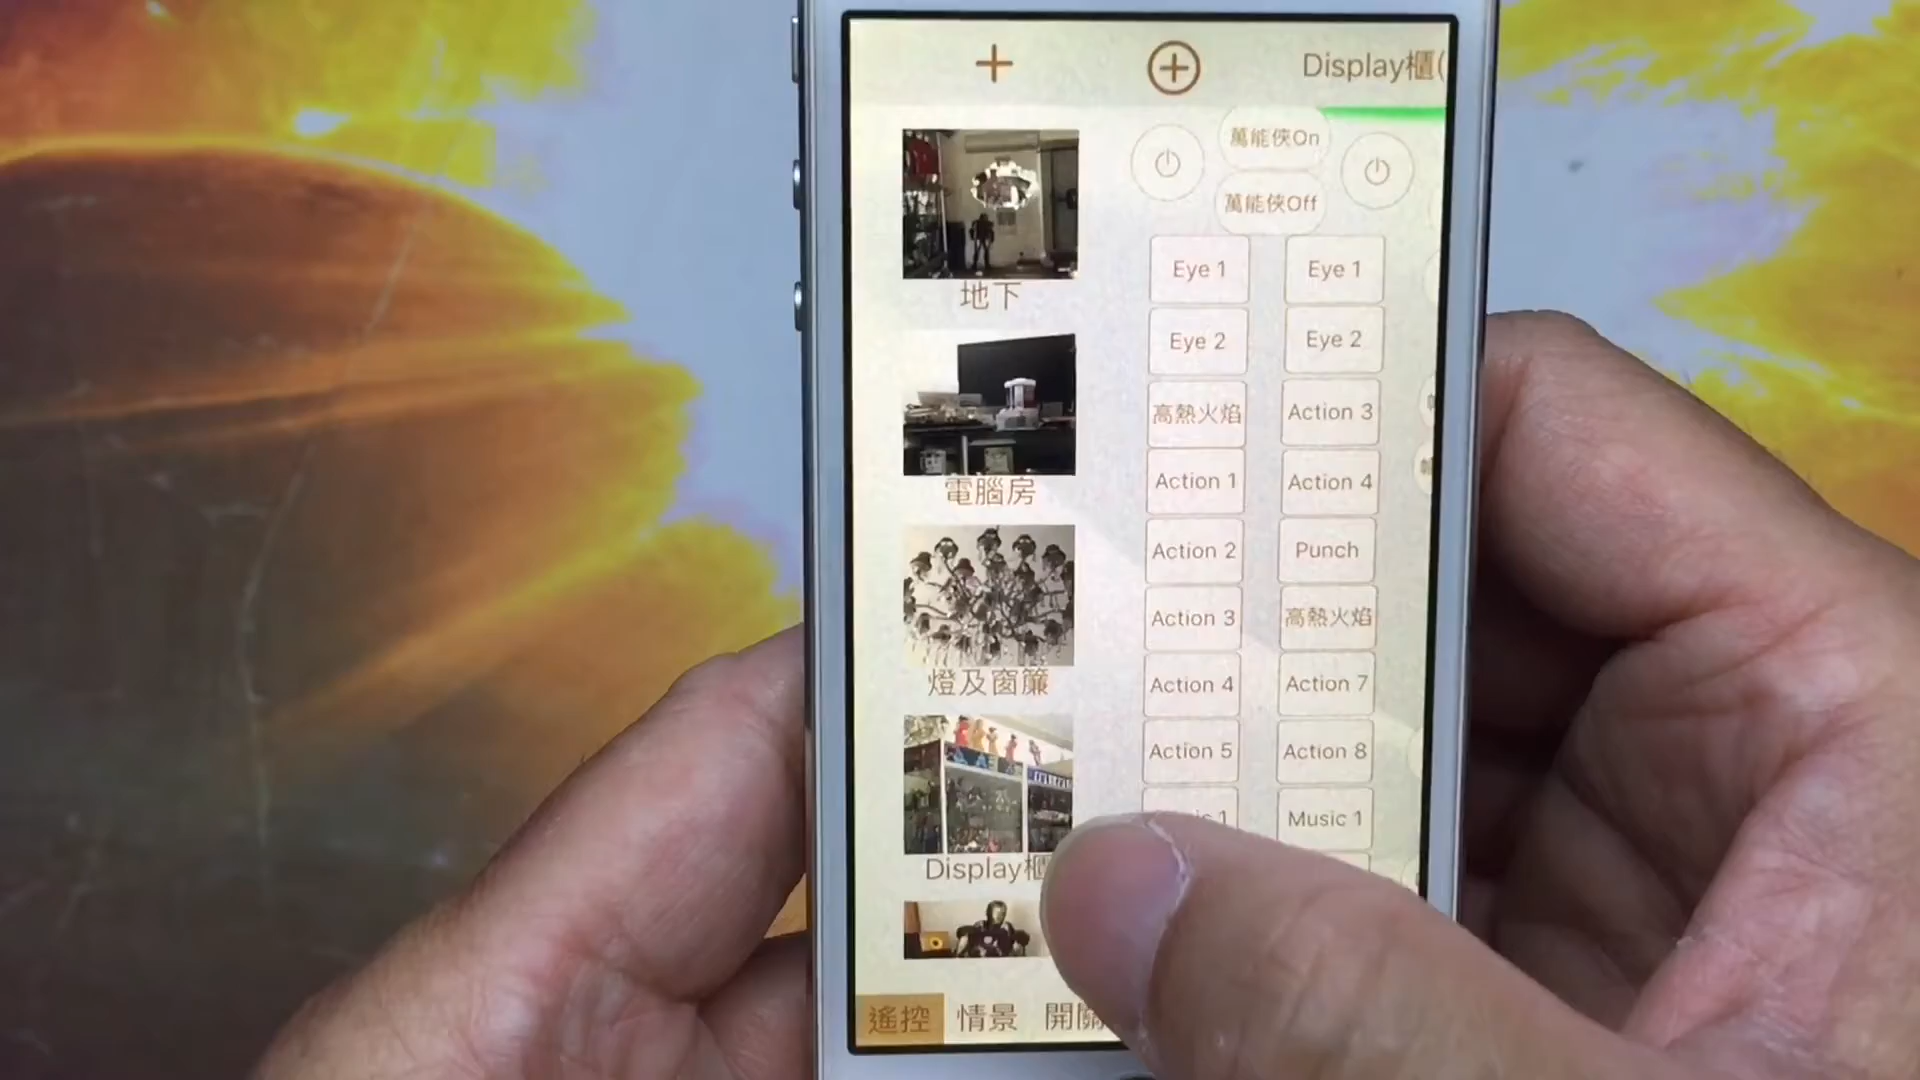 Display櫃(
地下
電腦房
燈及窗簾
Display櫃
萬能俠On
萬能俠Off
Eye 1
Eye 2
高熱火焰
Action 1
Action 2
Action 3
Action 4
Action 5
Eye 1
Eye 2
Action 3
Action 4
Punch
高熱火焰
Action 7
Action 8
Music 1
遙控
情景
開關